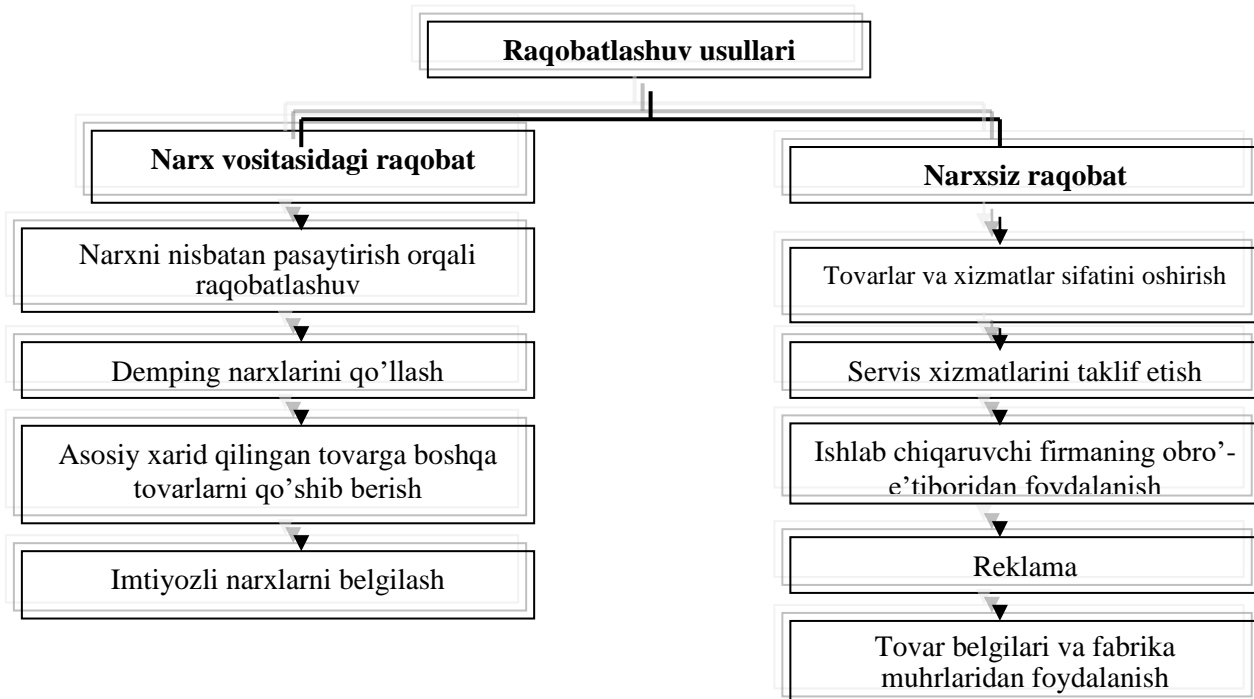 Raqobatlashuv usullari
Narx vositasidagi raqobat
Narxni nisbatan pasaytirish orqali
raqobatlashuv
Demping narxlarini qo’llash
Asosiy xarid qilingan tovarga boshqa
tovarlarni qo’shib berish
Imtiyozli narxlarni belgilash
Narxsiz raqobat
Tovarlar va xizmatlar sifatini oshirish
Servis xizmatlarini taklif etish
Ishlab chiqaruvchi firmaning obro’-
e’tiboridan foydalanish
Reklama
Tovar belgilari va fabrika
muhrlaridan foydalanish